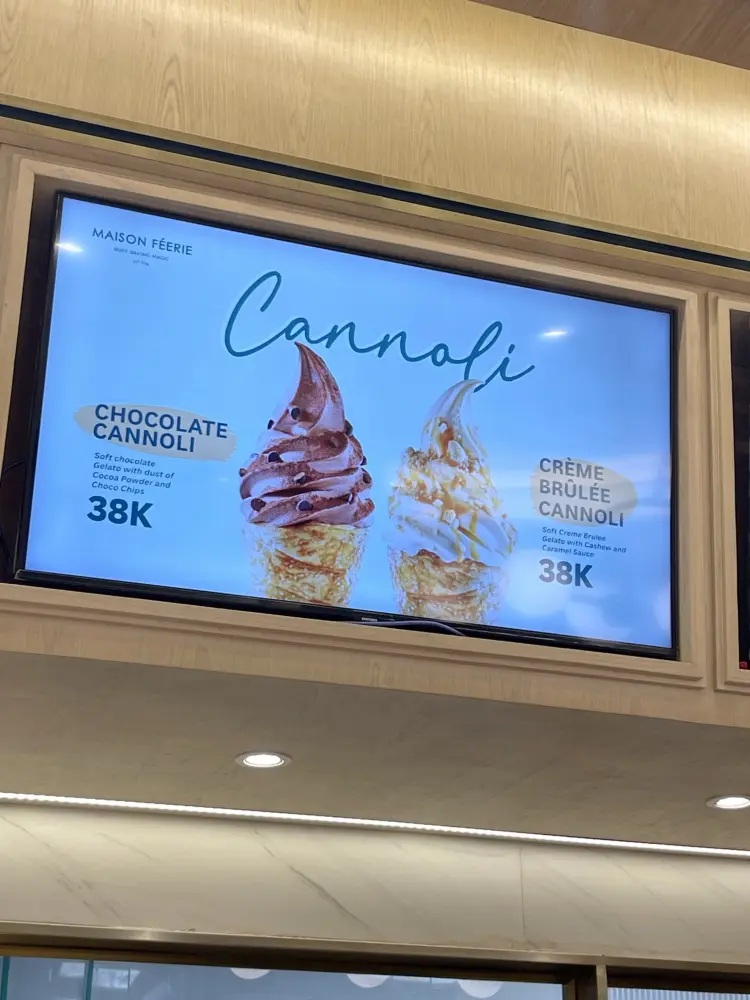 MAISON FÉERIE
Cannoli
CHOCOLATE
CANNOLI
Soft chocolate
Gelato with dust of
Cocoa Powder and
Choco Chips
38K
CRÈME
BRÛLÉE
CANNOLI
Soft Creme Brulee
Gelato with Cashew and
Caramel Sauce
38K